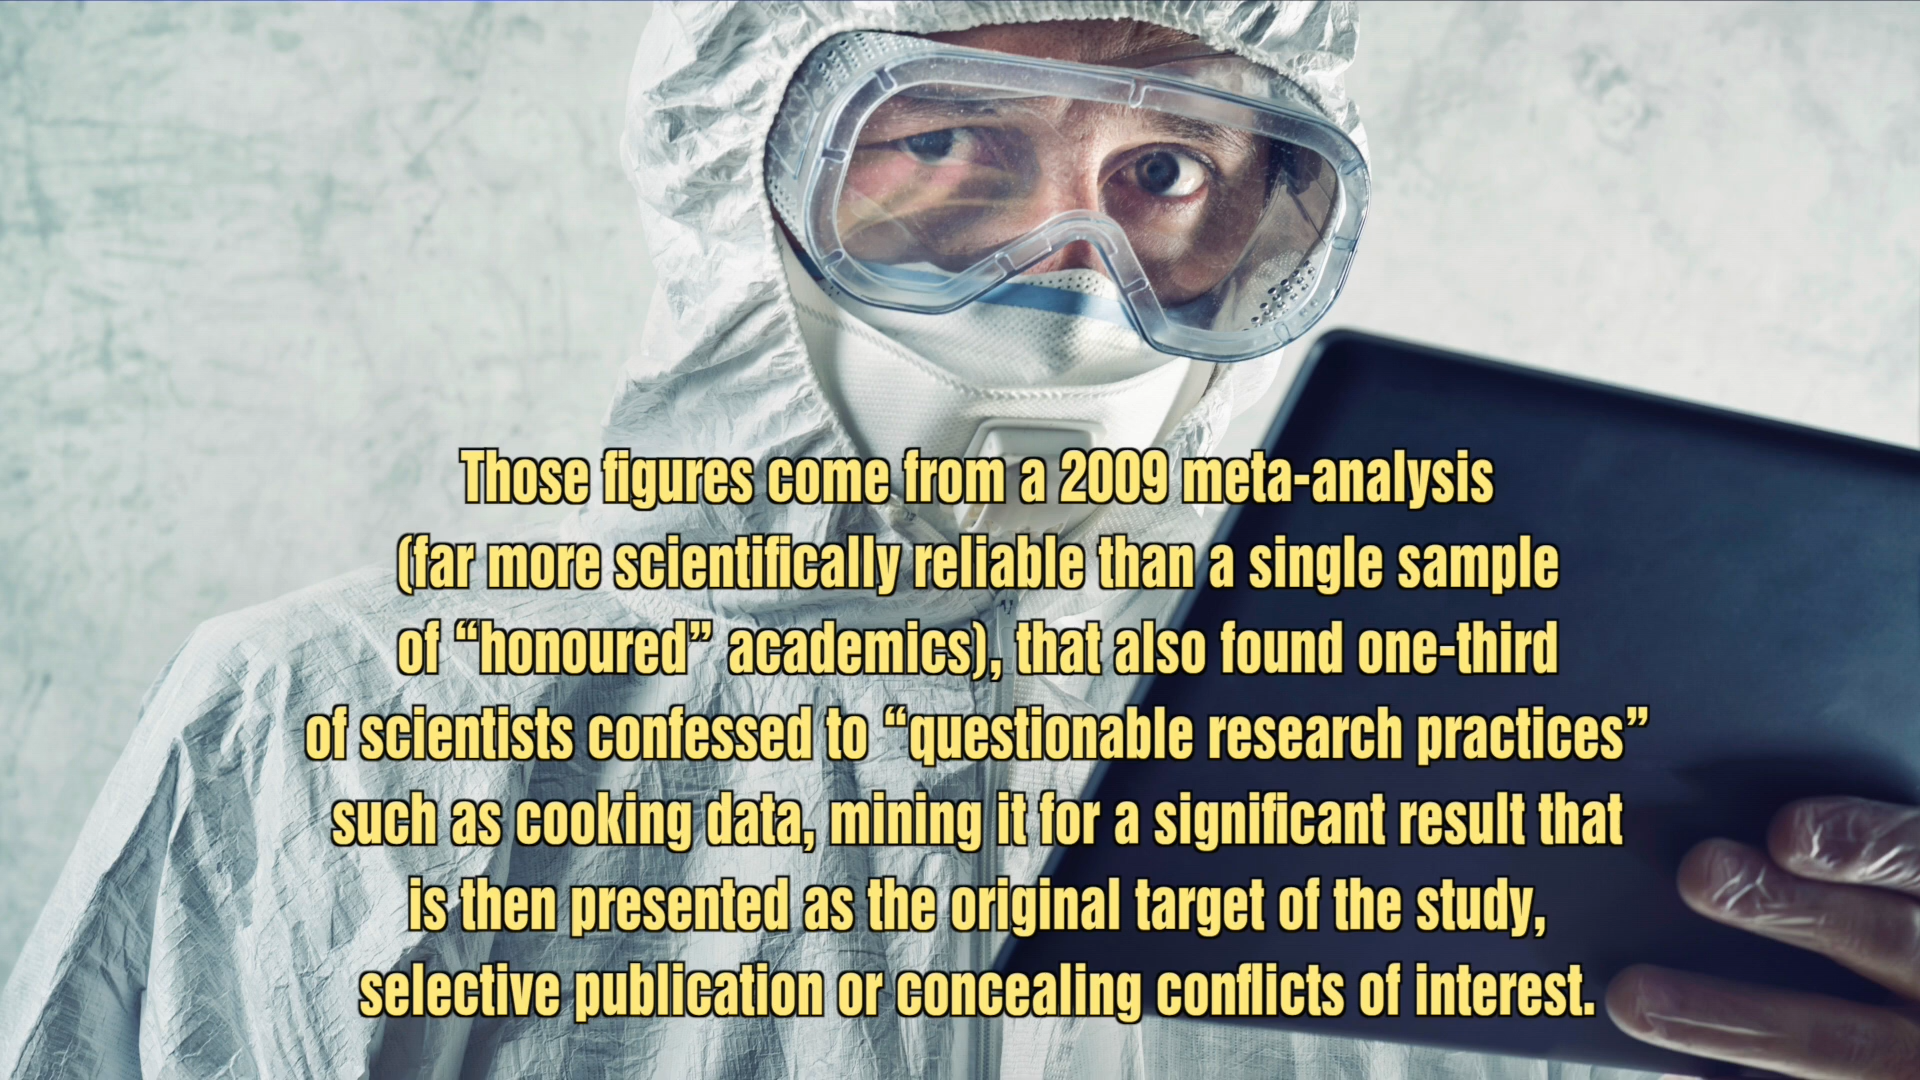 Those figures come from a 2009 meta-analysis
(far more scientifically reliable than a single sample
of “honoured” academics), that also found one-third
of scientists confessed to “questionable research practices”
such as cooking data, mining it for a significant result that
is then presented as the original target of the study,
selective publication or concealing conflicts of interest.